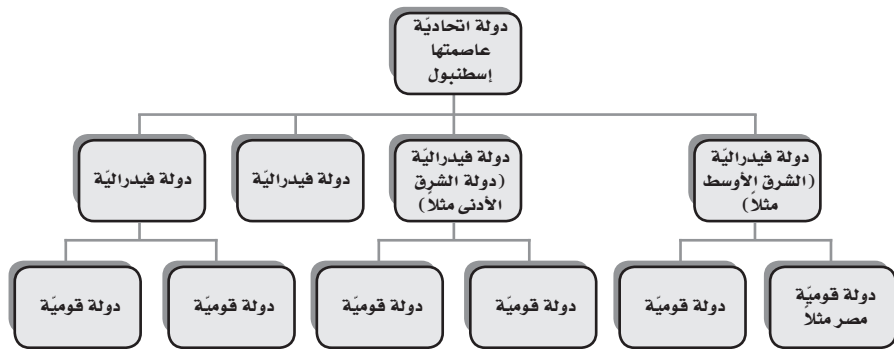 دولة اتحاديّة
عاصمتها
إسطنبول
دولة فيدراليّة
(الشرق الأوسط
مثلاً)
دولة فيدراليّة
(دولة الشرق
الأدنى مثلاً)
دولة فيدراليّة
دولة فيدراليّة
دولة قوميّة
مصر مثلاً
دولة قوميّة
دولة قوميّة
دولة قوميّة
دولة قوميّة
دولة قوميّة